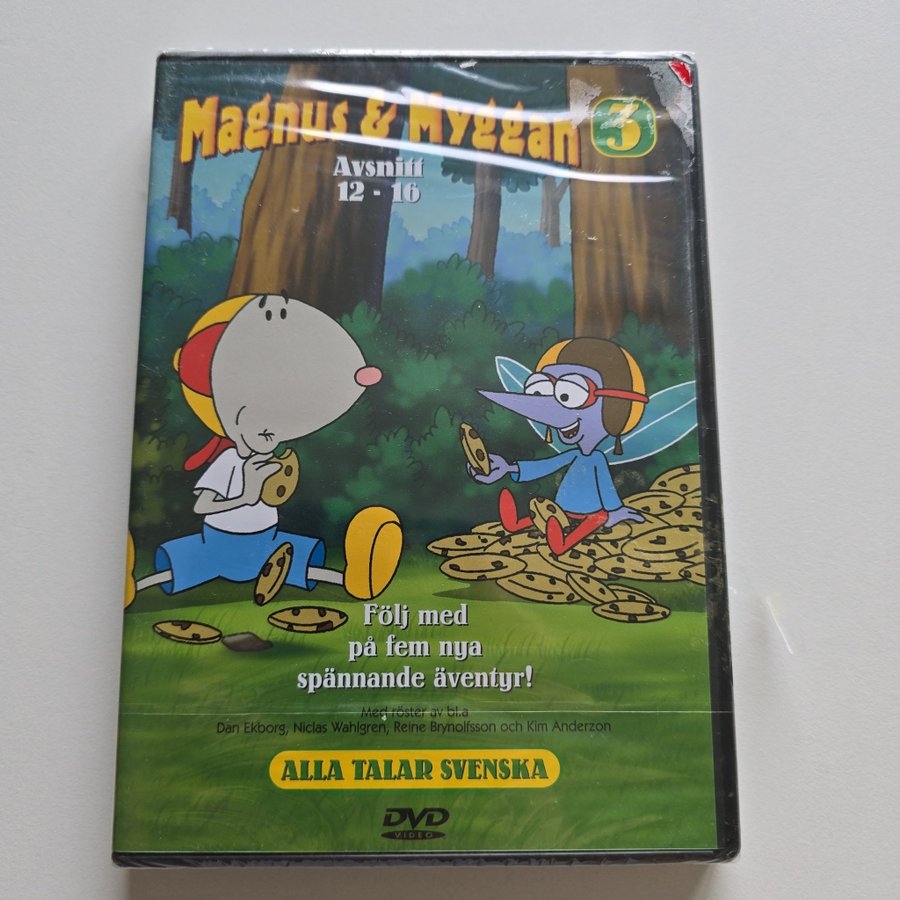 Magnus & Myggan 3
Avsnitt
12 - 16
Följ med
på fem nya
spännande äventyr!
Med röster av bl.a
Dan Ekborg, Niclas Wahlgren, Reine Brynolfsson och Kim Anderzon
ALLA TALAR SVENSKA
DVD
VIDEO